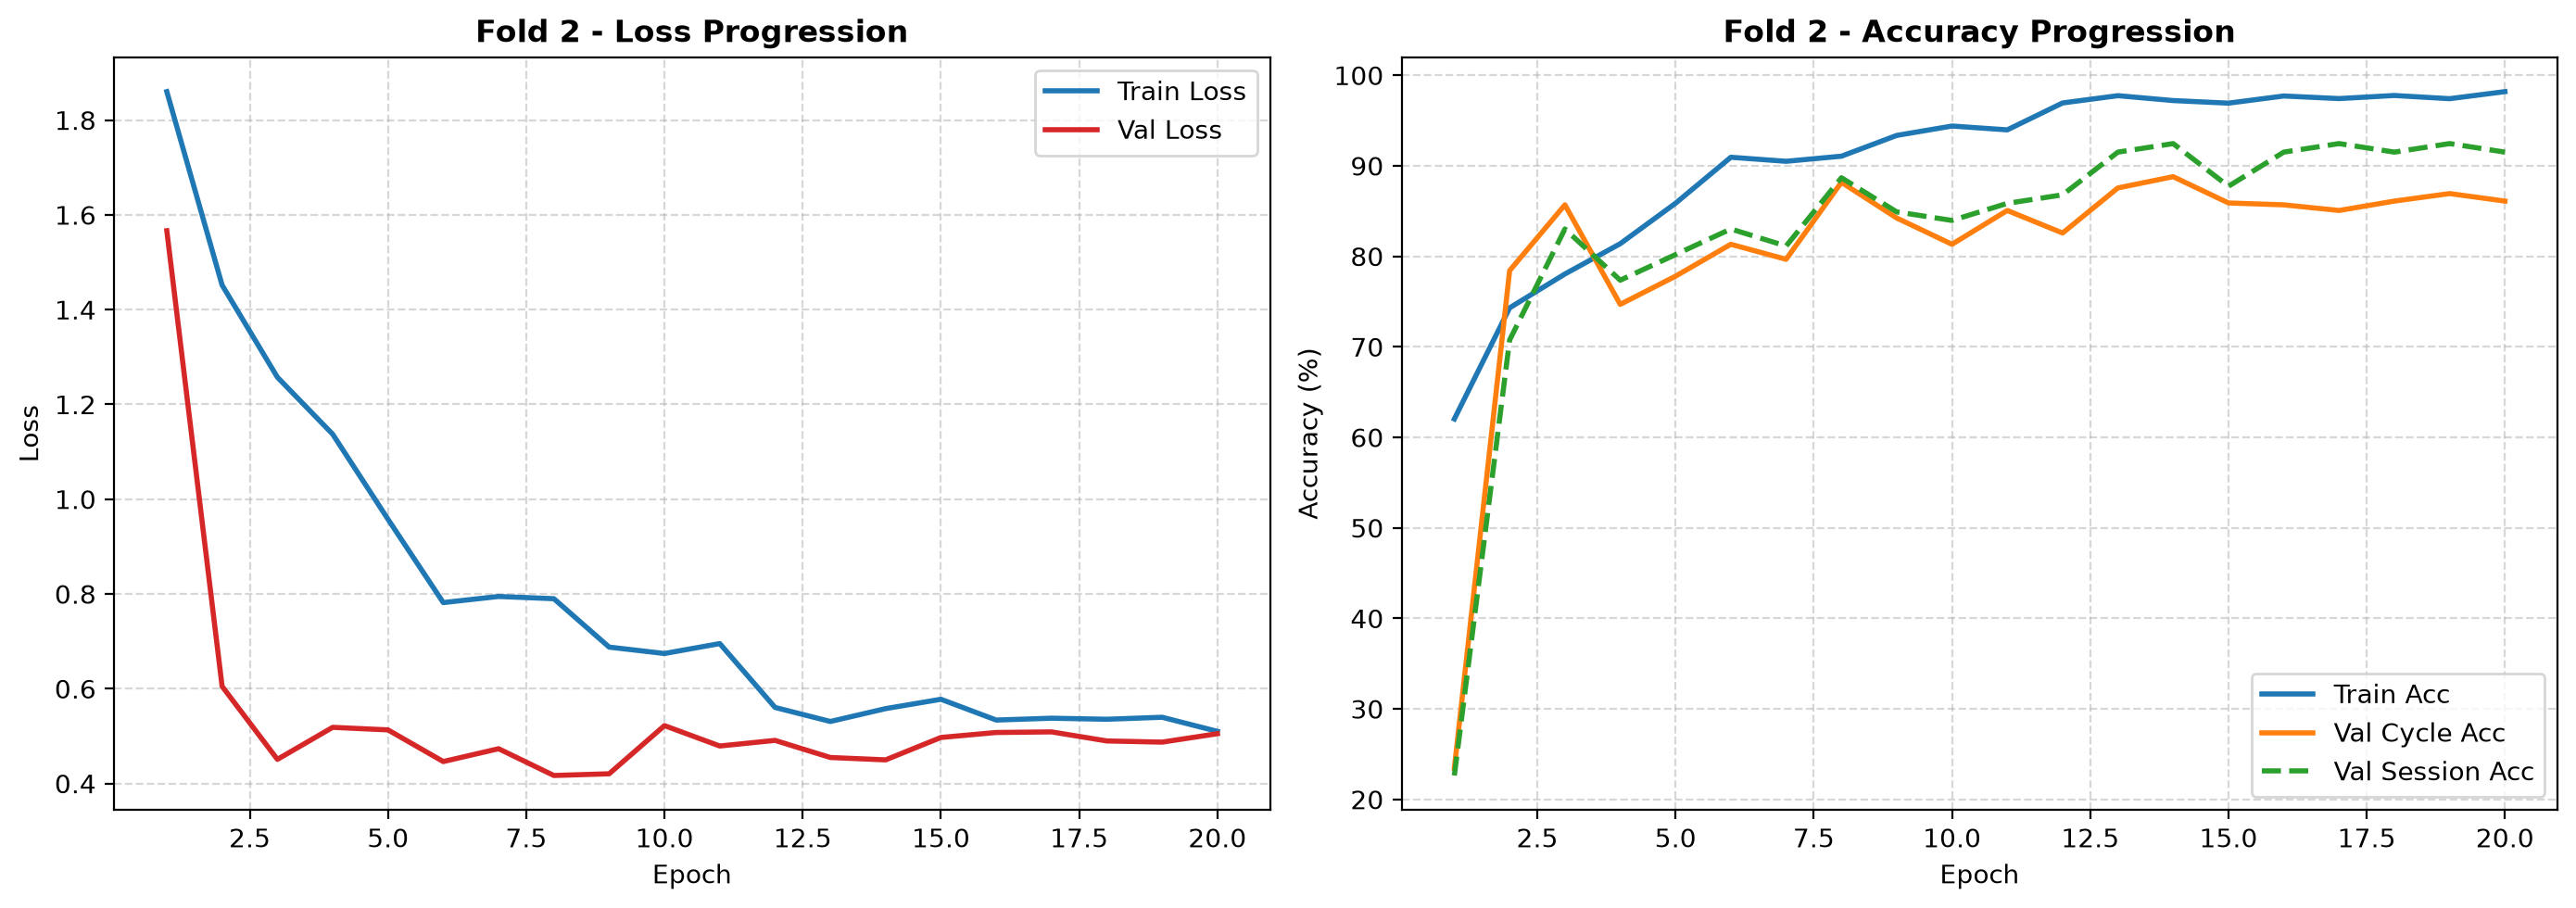 Fold 2 - Loss Progression
Train Loss
Val Loss
1.8
1.6
1.4
1.2
1.0
0.8
0.6
0.4
Loss
2.5 5.0 7.5 10.0 12.5 15.0 17.5 20.0
Epoch
Fold 2 - Accuracy Progression
100
90
80
70
60
50
40
30
20
Accuracy (%)
Train Acc
Val Cycle Acc
Val Session Acc
2.5 5.0 7.5 10.0 12.5 15.0 17.5 20.0
Epoch